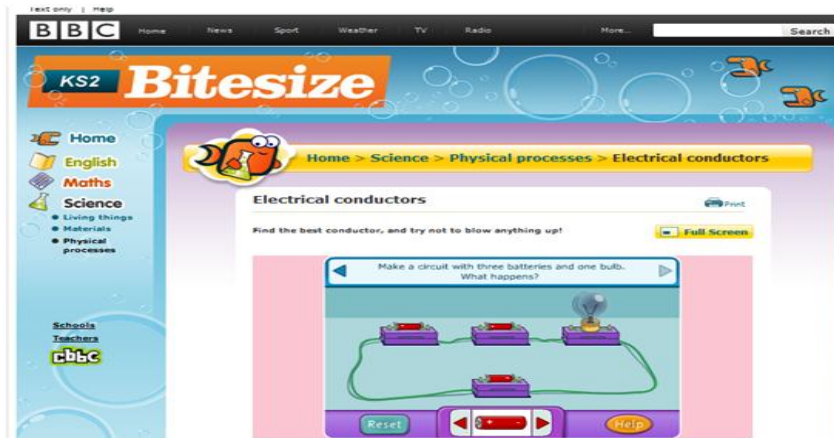 Text only | Help
BBC Home News Sport Weather TV Radio More... Search
KS2 Bitesize
Home
English
Maths
Science
Living things
Materials
Physical
processes
Schools
Teachers
cbbc
Home > Science > Physical processes > Electrical conductors
Electrical conductors
Print
Find the best conductor, and try not to blow anything up!
Full Screen
Make a circuit with three batteries and one bulb.
What happens?
Reset
Help